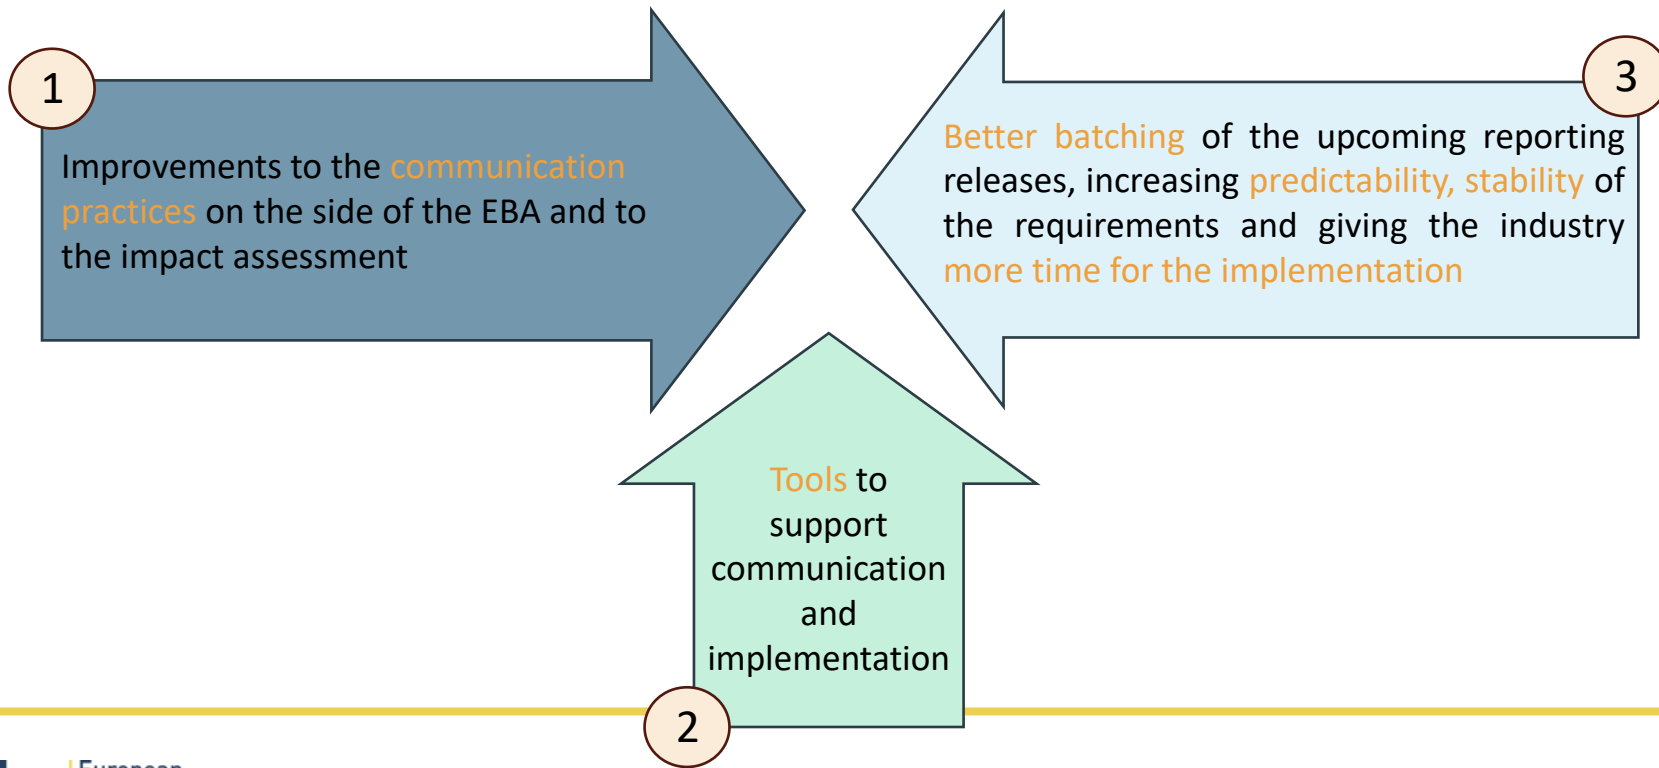 1
Improvements to the communication
practices on the side of the EBA and to
the impact assessment
3
Better batching of the upcoming reporting
releases, increasing predictability, stability of
the requirements and giving the industry
more time for the implementation
Tools to
support
communication
and
implementation
2
European